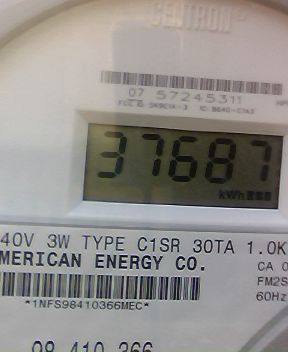 CENTRON
07 57245311
37687
kWh
40V 3W TYPE C1SR 30TA 1.0K
MERICAN ENERGY CO.
CA 0
FM2S
*1NFS98410366MEC*
60Hz
98 410 366